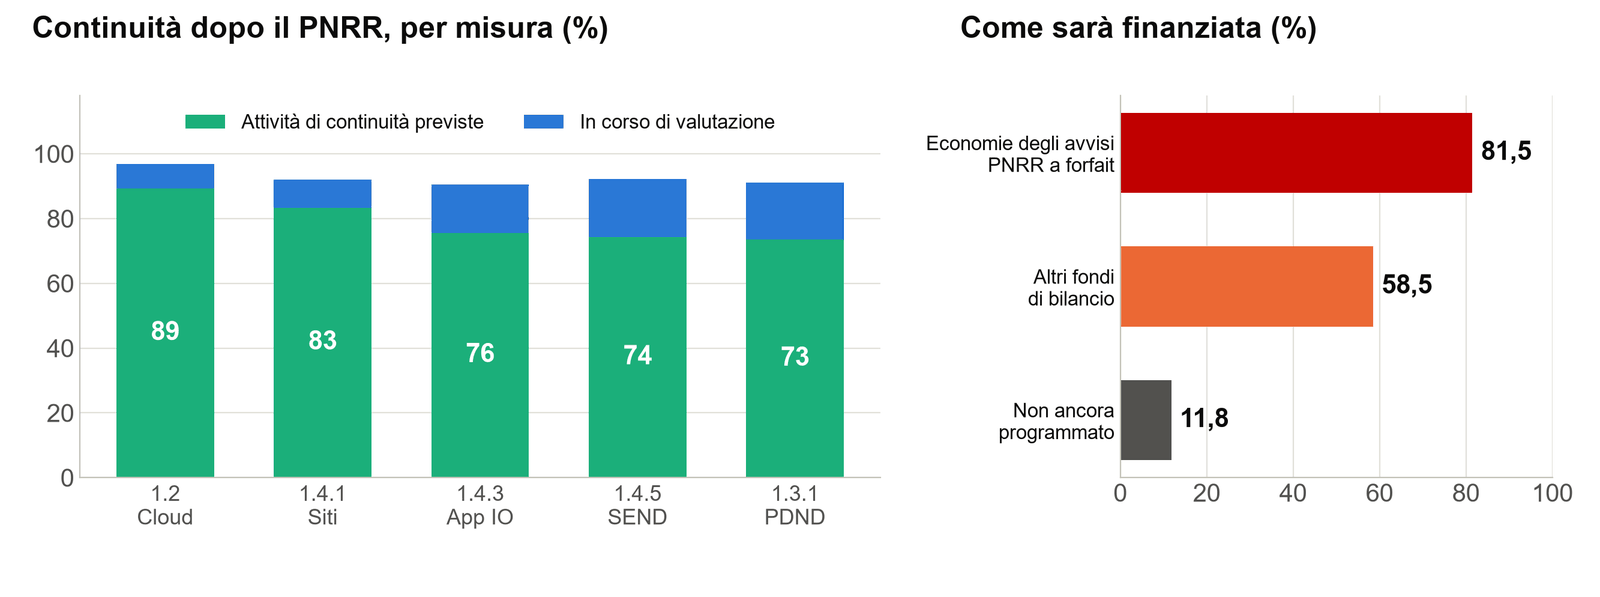 Continuità dopo il PNRR, per misura (%)
Attività di continuità previste
In corso di valutazione
100
80
60
40
20
0
89
83
76
74
73
1.2
Cloud
1.4.1
Siti
1.4.3
App IO
1.4.5
SEND
1.3.1
PDND
Come sarà finanziata (%)
Economie degli avvisi
PNRR a forfait
81,5
Altri fondi
di bilancio
58,5
Non ancora
programmato
11,8
0
20
40
60
80
100